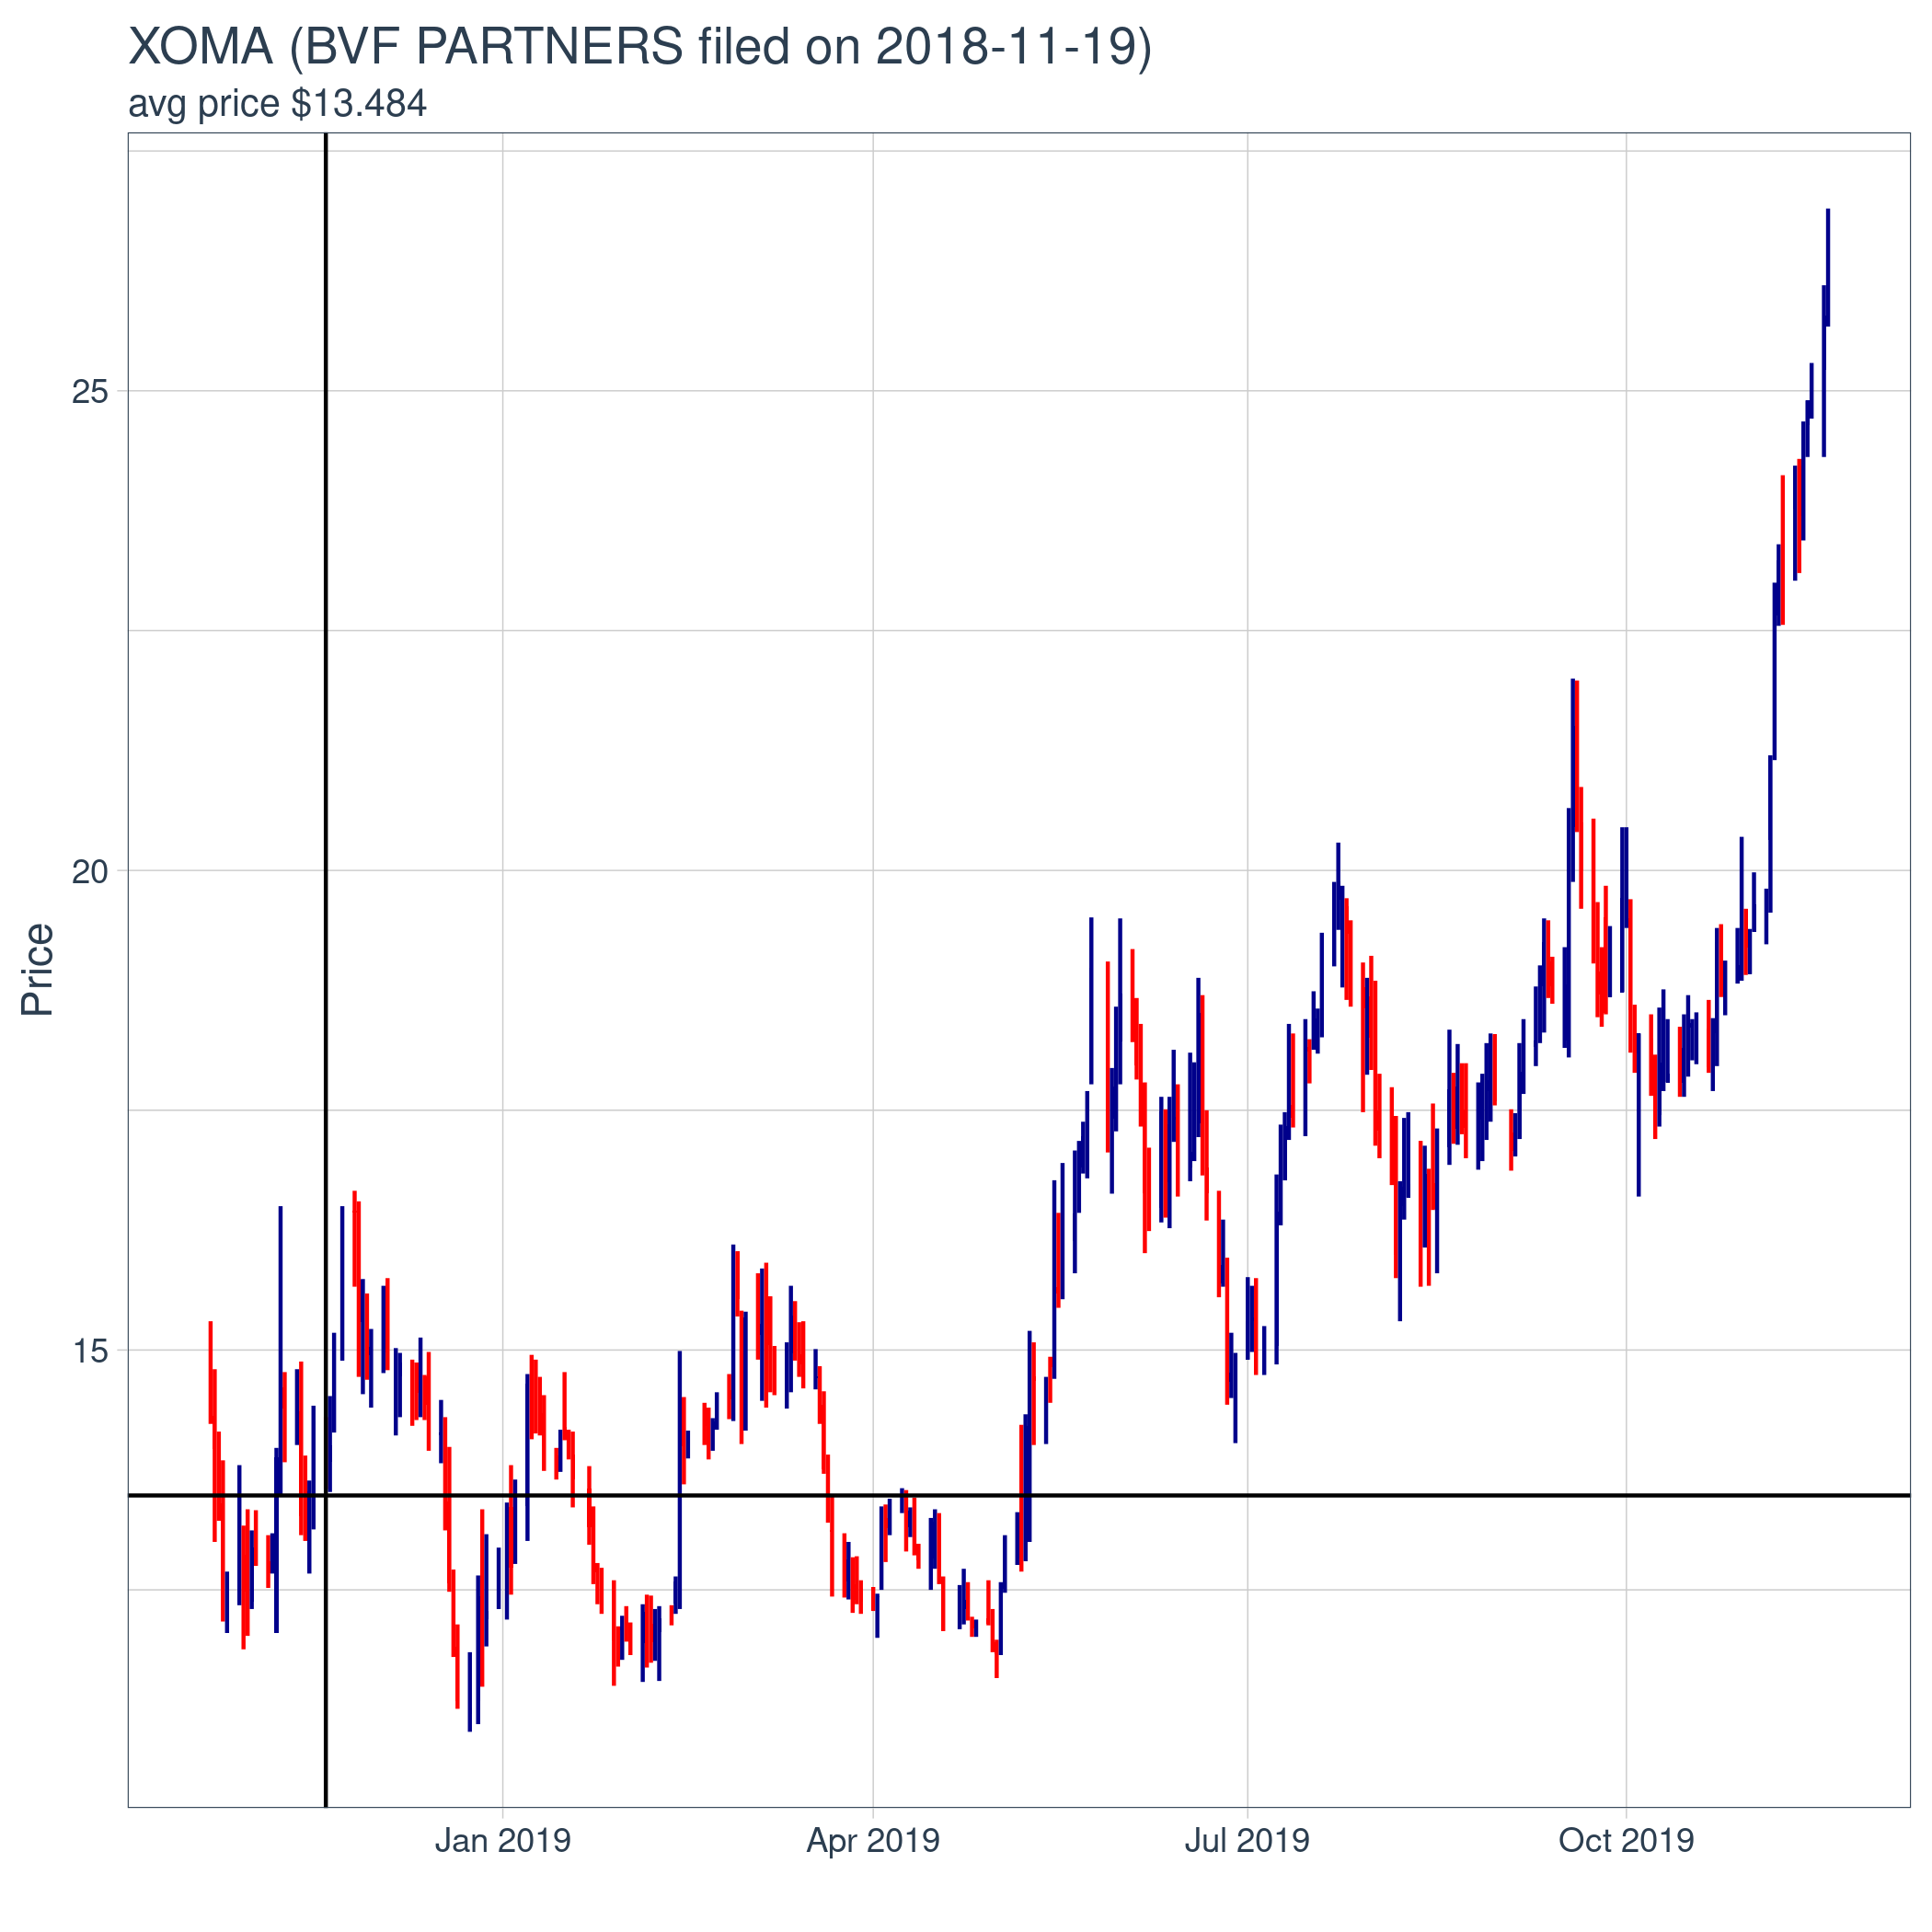 XOMA (BVF PARTNERS filed on 2018-11-19)
avg price $13.484
25
20
15
Price
Jan 2019
Apr 2019
Jul 2019
Oct 2019